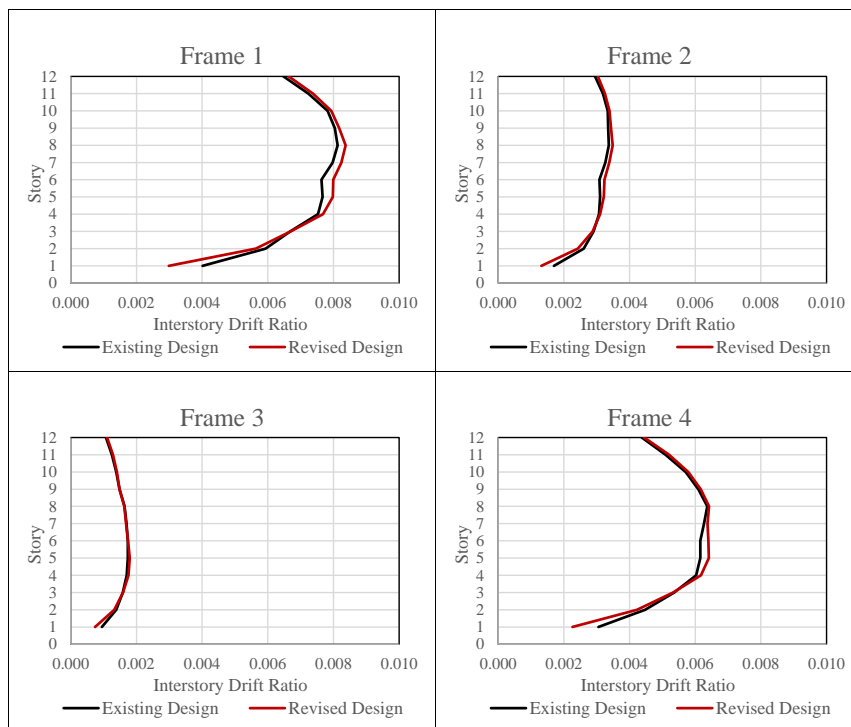 Frame 1
12
11
10
9
8
7
6
5
4
3
2
1
0
Story
0.000 0.002 0.004 0.006 0.008 0.010
Interstory Drift Ratio
Existing Design Revised Design
Frame 2
12
11
10
9
8
7
6
5
4
3
2
1
0
Story
0.000 0.002 0.004 0.006 0.008 0.010
Interstory Drift Ratio
Existing Design Revised Design
Frame 3
12
11
10
9
8
7
6
5
4
3
2
1
0
Story
0.000 0.002 0.004 0.006 0.008 0.010
Interstory Drift Ratio
Existing Design Revised Design
Frame 4
12
11
10
9
8
7
6
5
4
3
2
1
0
Story
0.000 0.002 0.004 0.006 0.008 0.010
Interstory Drift Ratio
Existing Design Revised Design